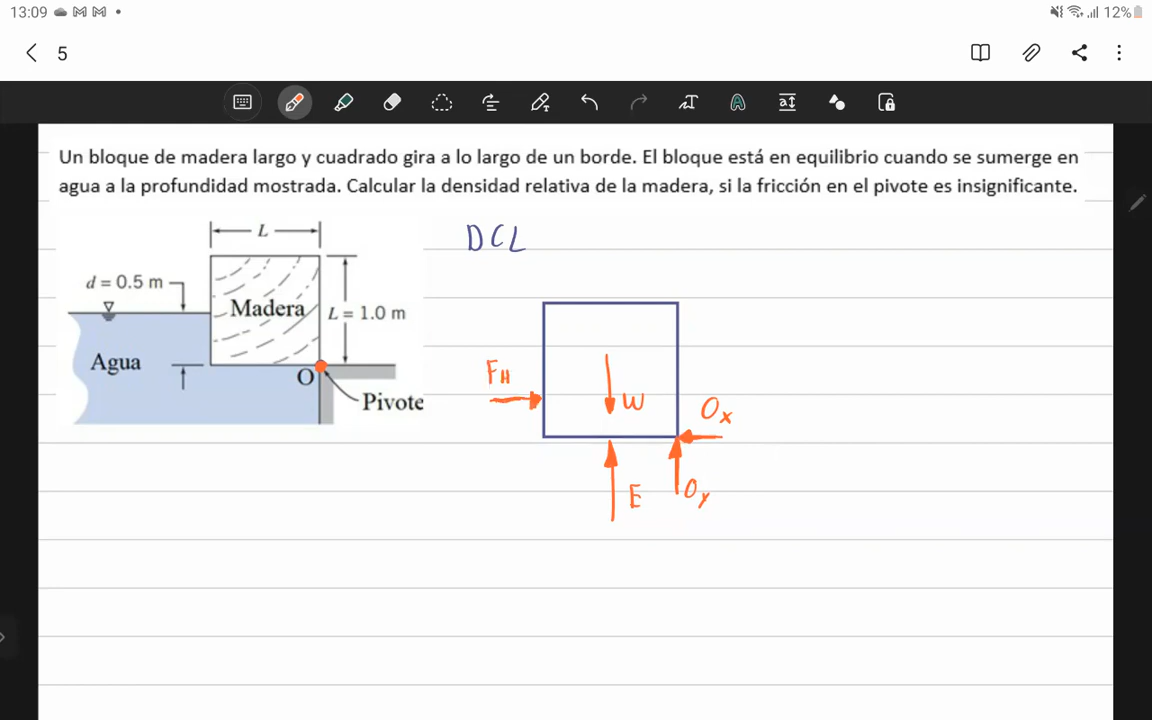 13:09
12%
5
Un bloque de madera largo y cuadrado gira a lo largo de un borde. El bloque está en equilibrio cuando se sumerge en
agua a la profundidad mostrada. Calcular la densidad relativa de la madera, si la fricción en el pivote es insignificante.
DCL
L
d = 0.5 m
Madera
L = 1.0 m
Agua
O
Pivote
FH
W
Ox
E
Oy